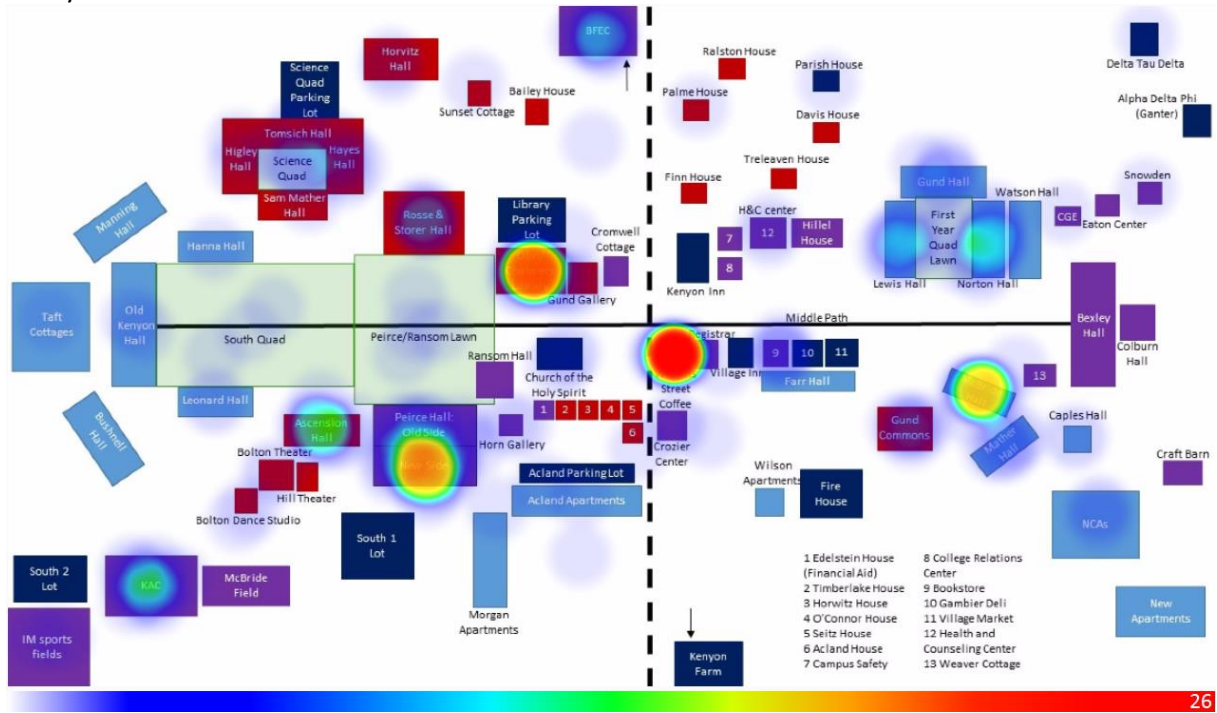 BFEC
Horvitz
Hall
Science
Quad
Parking
Lot
Sunset Cottage
Bailey House
Tomsich Hall
Higley
Hall
Science
Quad
Hayes
Hall
Sam Mather
Hall
Ralston House
Parish House
Palme House
Davis House
Treleaven House
Finn House
Delta Tau Delta
Alpha Delta Phi
(Ganter)
Manning
Hall
Hanna Hall
Rosse &
Storer Hall
Library
Parking
Lot
Cromwell
Cottage
Gund Gallery
H&C center
7
12
Hillel
House
8
Kenyon Inn
Gund Hall
Watson Hall
First
Year
Quad
Lawn
Lewis Hall
Norton Hall
Snowden
CGE
Eaton Center
Taft
Cottages
Old
Kenyon
Hall
South Quad
Peirce/Ransom Lawn
Middle Path
Bexley
Hall
Colburn
Hall
Ransom Hall
Church of the
Holy Spirit
Registrar
Street
Coffee
Village Inn
9
10
11
Farr Hall
13
Bushnell
Hall
Leonard Hall
Ascension
Hall
Peirce Hall:
Old Side
New Side
Horn Gallery
1
2
3
4
5
6
Crozier
Center
Gund
Commons
Mather
Hall
Caples Hall
Bolton Theater
Hill Theater
Bolton Dance Studio
Acland Parking Lot
Acland Apartments
Wilson
Apartments
Fire
House
Craft Barn
NCAs
South 1
Lot
South 2
Lot
KAC
McBride
Field
IM sports
fields
Morgan
Apartments
Kenyon
Farm
New
Apartments
1 Edelstein House
(Financial Aid)
2 Timberlake House
3 Horwitz House
4 O'Connor House
5 Seitz House
6 Acland House
7 Campus Safety
8 College Relations
Center
9 Bookstore
10 Gambier Deli
11 Village Market
12 Health and
Counseling Center
13 Weaver Cottage
26